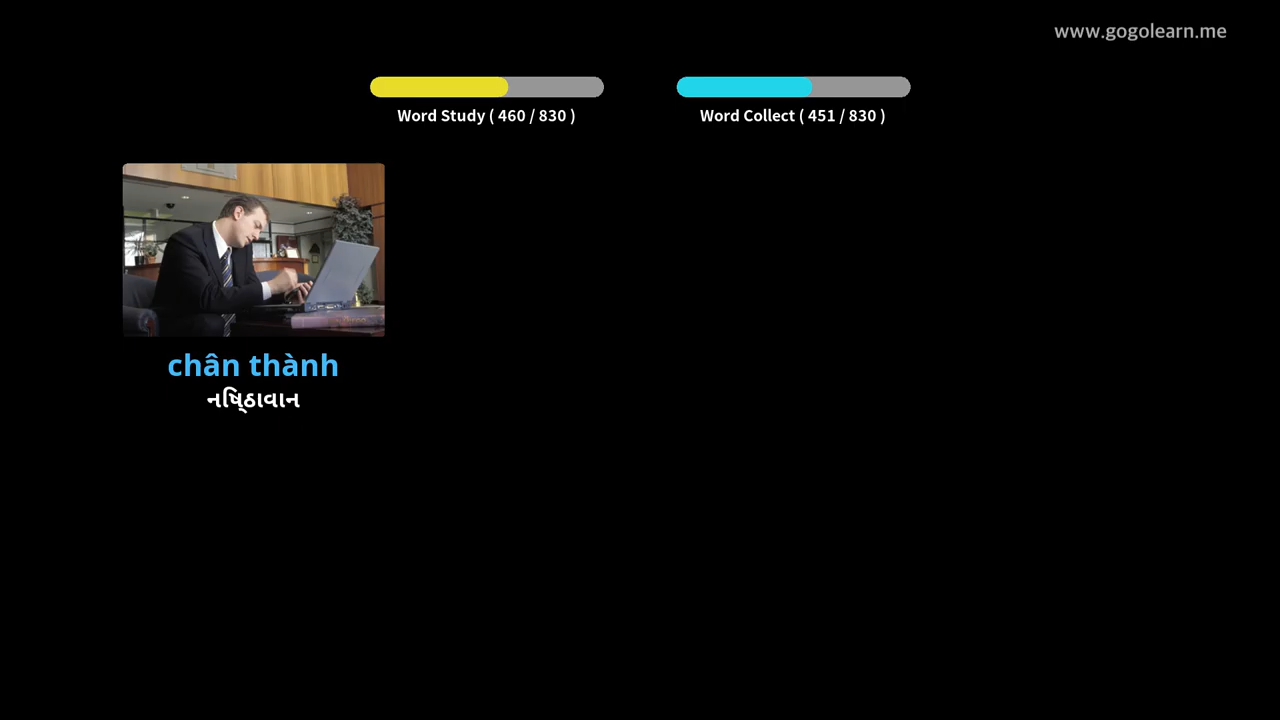 www.gogolearn.me
Word Study ( 460 / 830 )
Word Collect ( 451 / 830 )
chân thành
નષ્ઠિાવાન